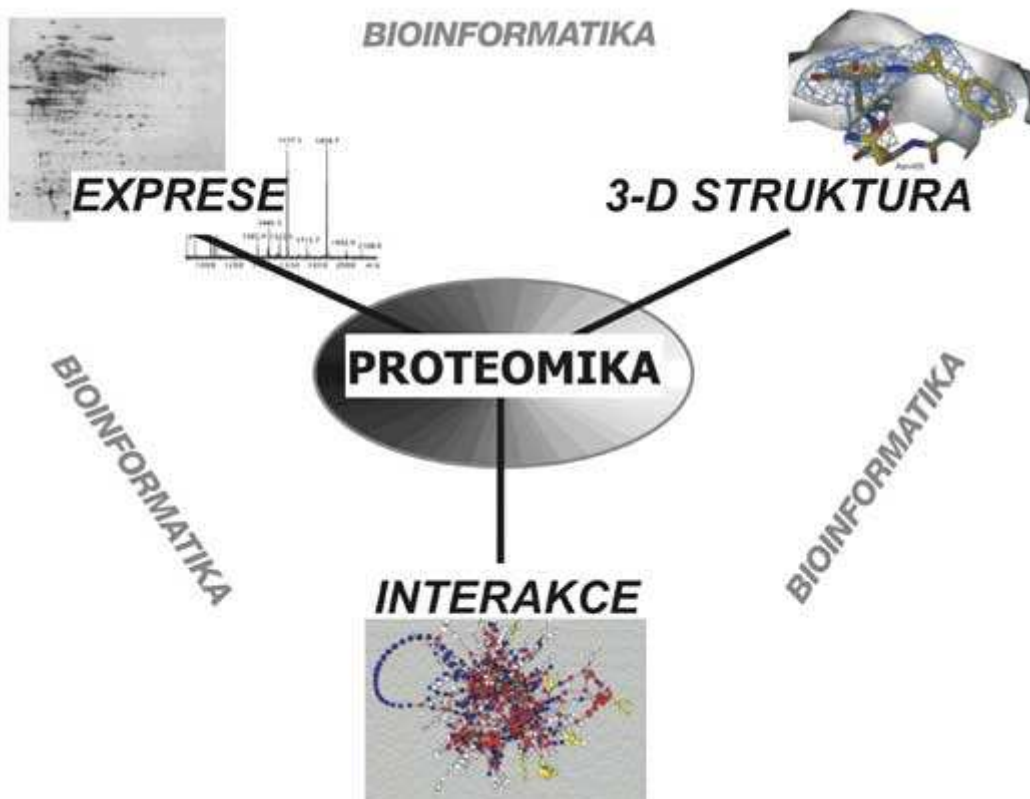 BIOINFORMATIKA
EXPRESE
3-D STRUKTURA
PROTEOMIKA
BIOINFORMATIKA
BIOINFORMATIKA
INTERAKCE